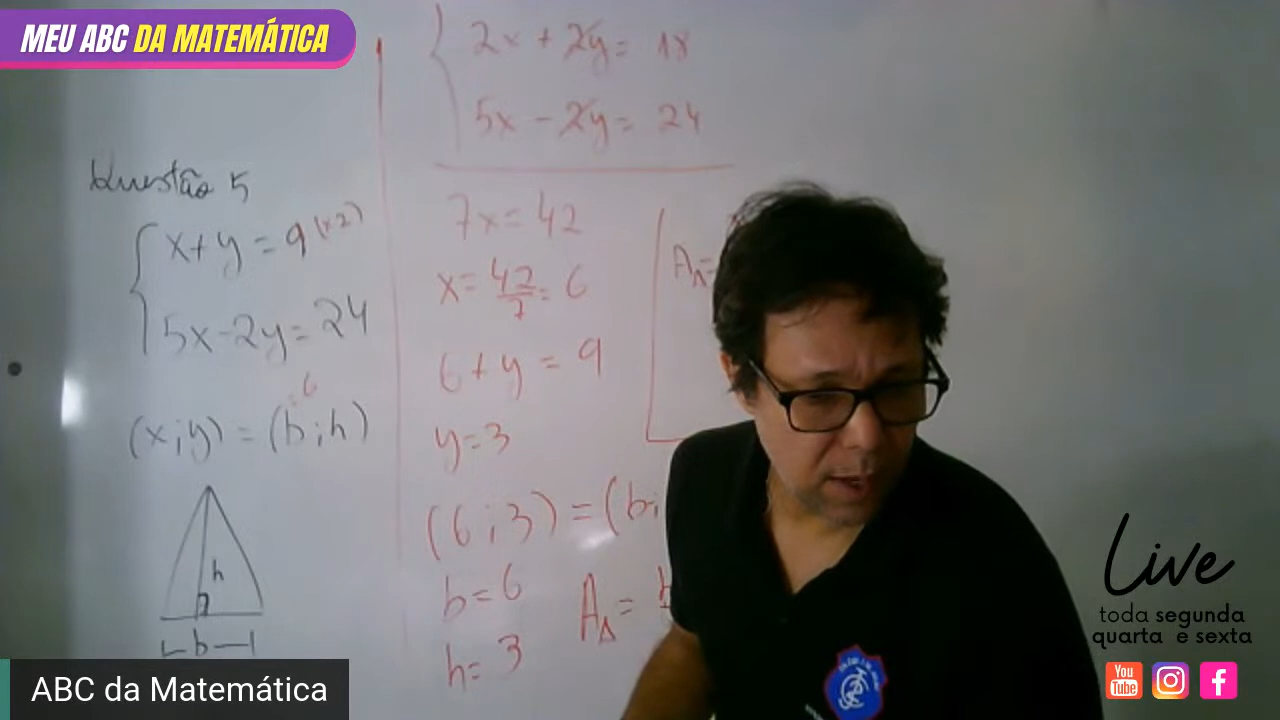 MEU ABC DA MATEMÁTICA
2x + 2y = 18
5x - 2y = 24
Questão 5
x+y = 9 (x2)
5x-2y = 24
= 6
(x;y) = (b;h)
h
b
7x = 42
x = 42/7 = 6
6 + y = 9
y = 3
(6;3) = (b;
b = 6
h = 3
A△=
A△=
Live
toda segunda
quarta e sexta
You
Tube
ABC da Matemática